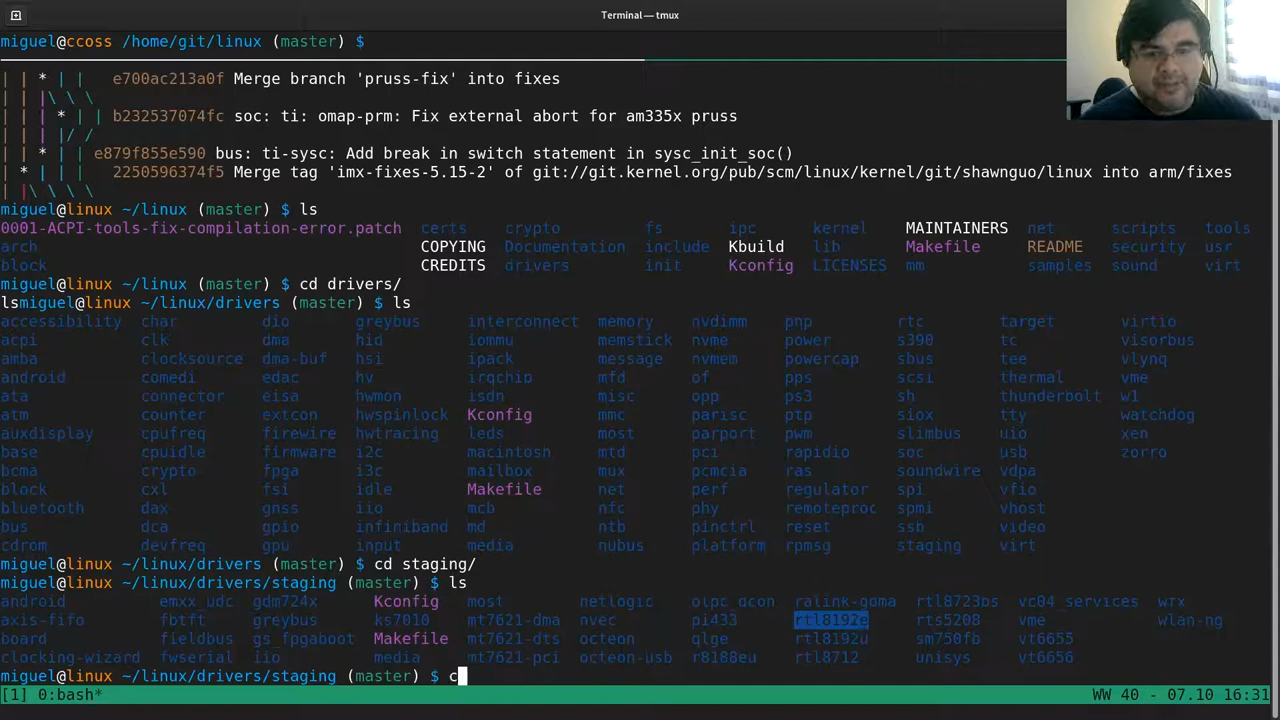 Terminal — tmux
miguel@ccoss /home/git/linux (master) $
| | * | |   e700ac213a0f Merge branch 'pruss-fix' into fixes
| | |\ \ \
| | | * | | b232537074fc soc: ti: omap-prm: Fix external abort for am335x pruss
| | | |/ /
| | * | | e879f855e590 bus: ti-sysc: Add break in switch statement in sysc_init_soc()
| * | | |   2250596374f5 Merge tag 'imx-fixes-5.15-2' of git://git.kernel.org/pub/scm/linux/kernel/git/shawnguo/linux into arm/fixes
| |\ \ \ \
miguel@linux ~/linux (master) $ ls
0001-ACPI-tools-fix-compilation-error.patch certs crypto fs ipc kernel MAINTAINERS net scripts tools
arch COPYING Documentation include Kbuild lib Makefile README security usr
block CREDITS drivers init Kconfig LICENSES mm samples sound virt
miguel@linux ~/linux (master) $ cd drivers/
lsmiguel@linux ~/linux/drivers (master) $ ls
accessibility char dio greybus interconnect memory nvdimm pnp rtc target virtio
acpi clk dma hid iommu memstick nvme power s390 tc visorbus
amba clocksource dma-buf hsi ipack message nvmem powercap sbus tee vlynq
android comedi edac hv irqchip mfd of pps scsi thermal vme
ata connector eisa hwmon isdn misc opp ps3 sh thunderbolt w1
atm counter extcon hwspinlock Kconfig mmc parisc ptp siox tty watchdog
auxdisplay cpufreq firewire hwtracing leds most parport pwm slimbus uio xen
base cpuidle firmware i2c macintosh mtd pci rapidio soc usb zorro
bcma crypto fpga i3c mailbox mux pcmcia ras soundwire vdpa
block cxl fsi idle Makefile net perf regulator spi vfio
bluetooth dax gnss iio mcb nfc phy remoteproc spmi vhost
bus dca gpio infiniband md ntb pinctrl reset ssb video
cdrom devfreq gpu input media nubus platform rpmsg staging virt
miguel@linux ~/linux/drivers (master) $ cd staging/
miguel@linux ~/linux/drivers/staging (master) $ ls
android emxx_udc gdm724x Kconfig most netlogic olpc_dcon ralink-gdma rtl8723bs vc04_services wfx
axis-fifo fbtft greybus ks7010 mt7621-dma nvec pi433 rtl8192e rts5208 vme wlan-ng
board fieldbus gs_fpgaboot Makefile mt7621-dts octeon qlge rtl8192u sm750fb vt6655
clocking-wizard fwserial iio media mt7621-pci octeon-usb r8188eu rtl8712 unisys vt6656
miguel@linux ~/linux/drivers/staging (master) $ c
[1] 0:bash* WW 40 - 07.10 16:31